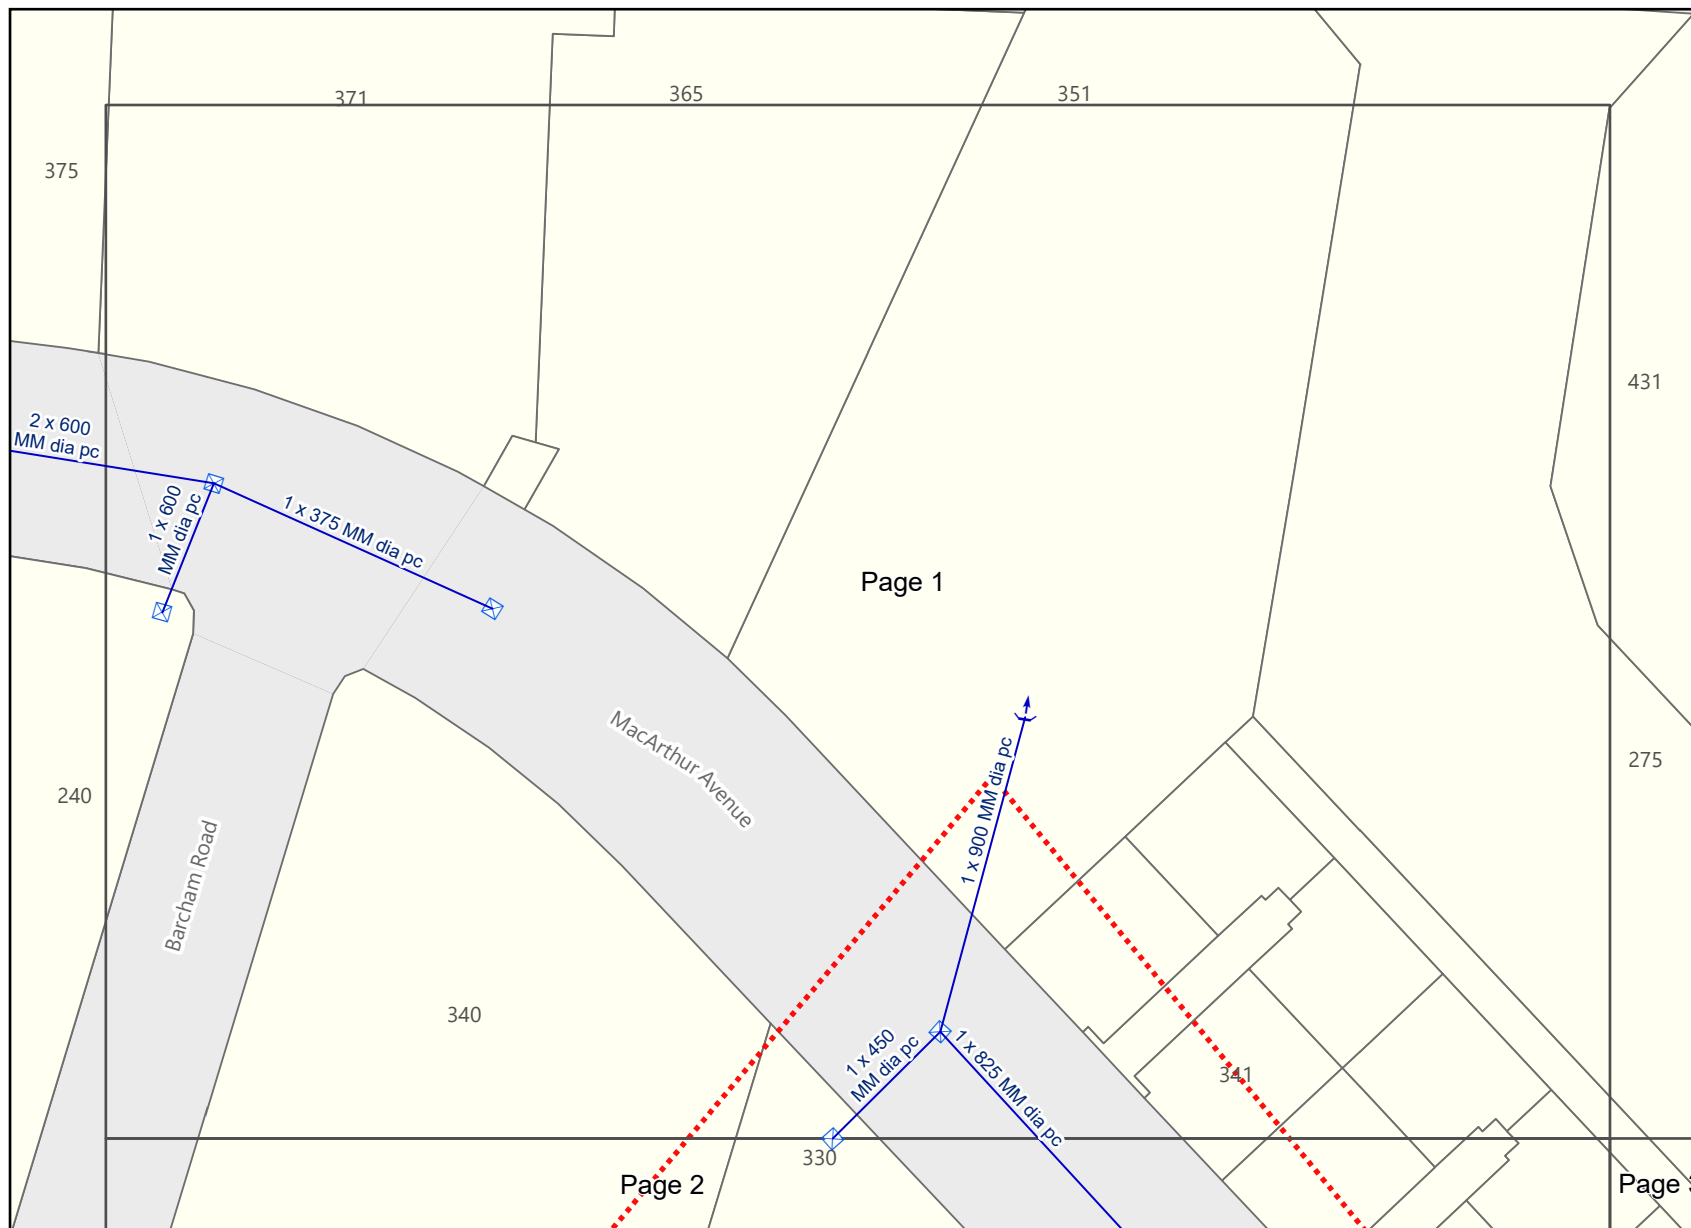 371
365
351
375
431
2 x 600
MM dia pc
1 x 600
MM dia pc
1 x 375 MM dia pc
Page 1
MacArthur Avenue
1 x 900 MM dia pc
275
240
Barcham Road
340
1 x 450
MM dia pc
1 x 825 MM dia pc
341
330
Page 2
Page